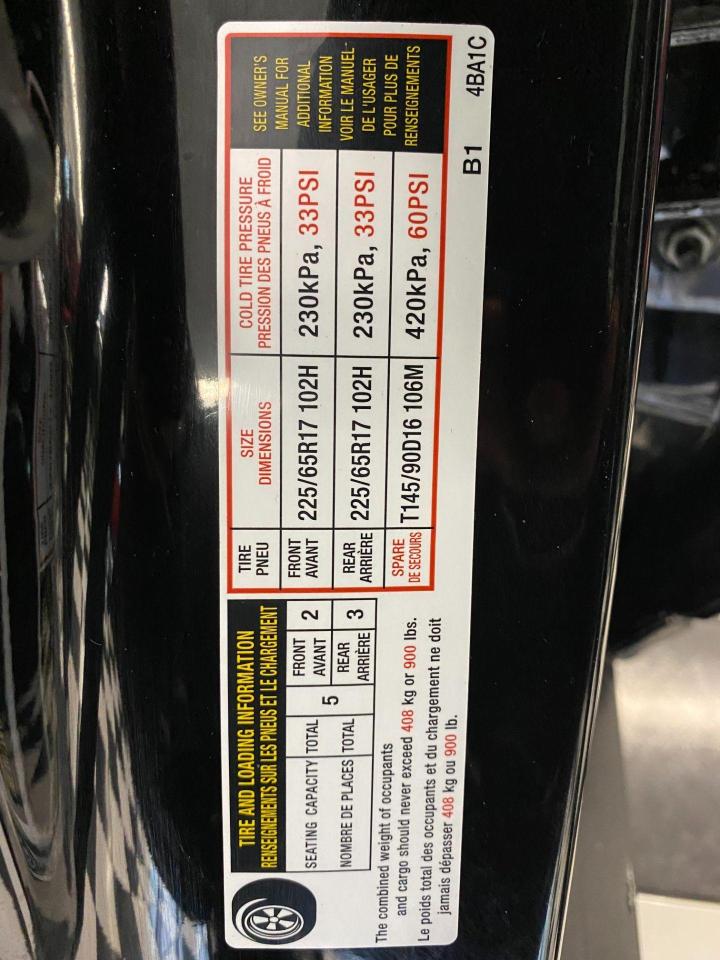 TIRE AND LOADING INFORMATION
RENSEIGNEMENTS SUR LES PNEUS ET LE CHARGEMENT
SEATING CAPACITY
NOMBRE DE PLACES
TOTAL
TOTAL
5
FRONT
AVANT
2
REAR
ARRIÈRE
3
The combined weight of occupants
and cargo should never exceed 408 kg or 900 lbs.
Le poids total des occupants et du chargement ne doit
jamais dépasser 408 kg ou 900 lb.
TIRE
PNEU
SIZE
DIMENSIONS
COLD TIRE PRESSURE
PRESSION DES PNEUS À FROID
FRONT
AVANT
225/65R17 102H
230kPa, 33PSI
REAR
ARRIÈRE
225/65R17 102H
230kPa, 33PSI
SPARE
DE SECOURS
T145/90D16 106M
420kPa, 60PSI
SEE OWNER'S
MANUAL FOR
ADDITIONAL
INFORMATION
VOIR LE MANUEL-
DE L'USAGER
POUR PLUS DE
RENSEIGNEMENTS
B1 4BA1C